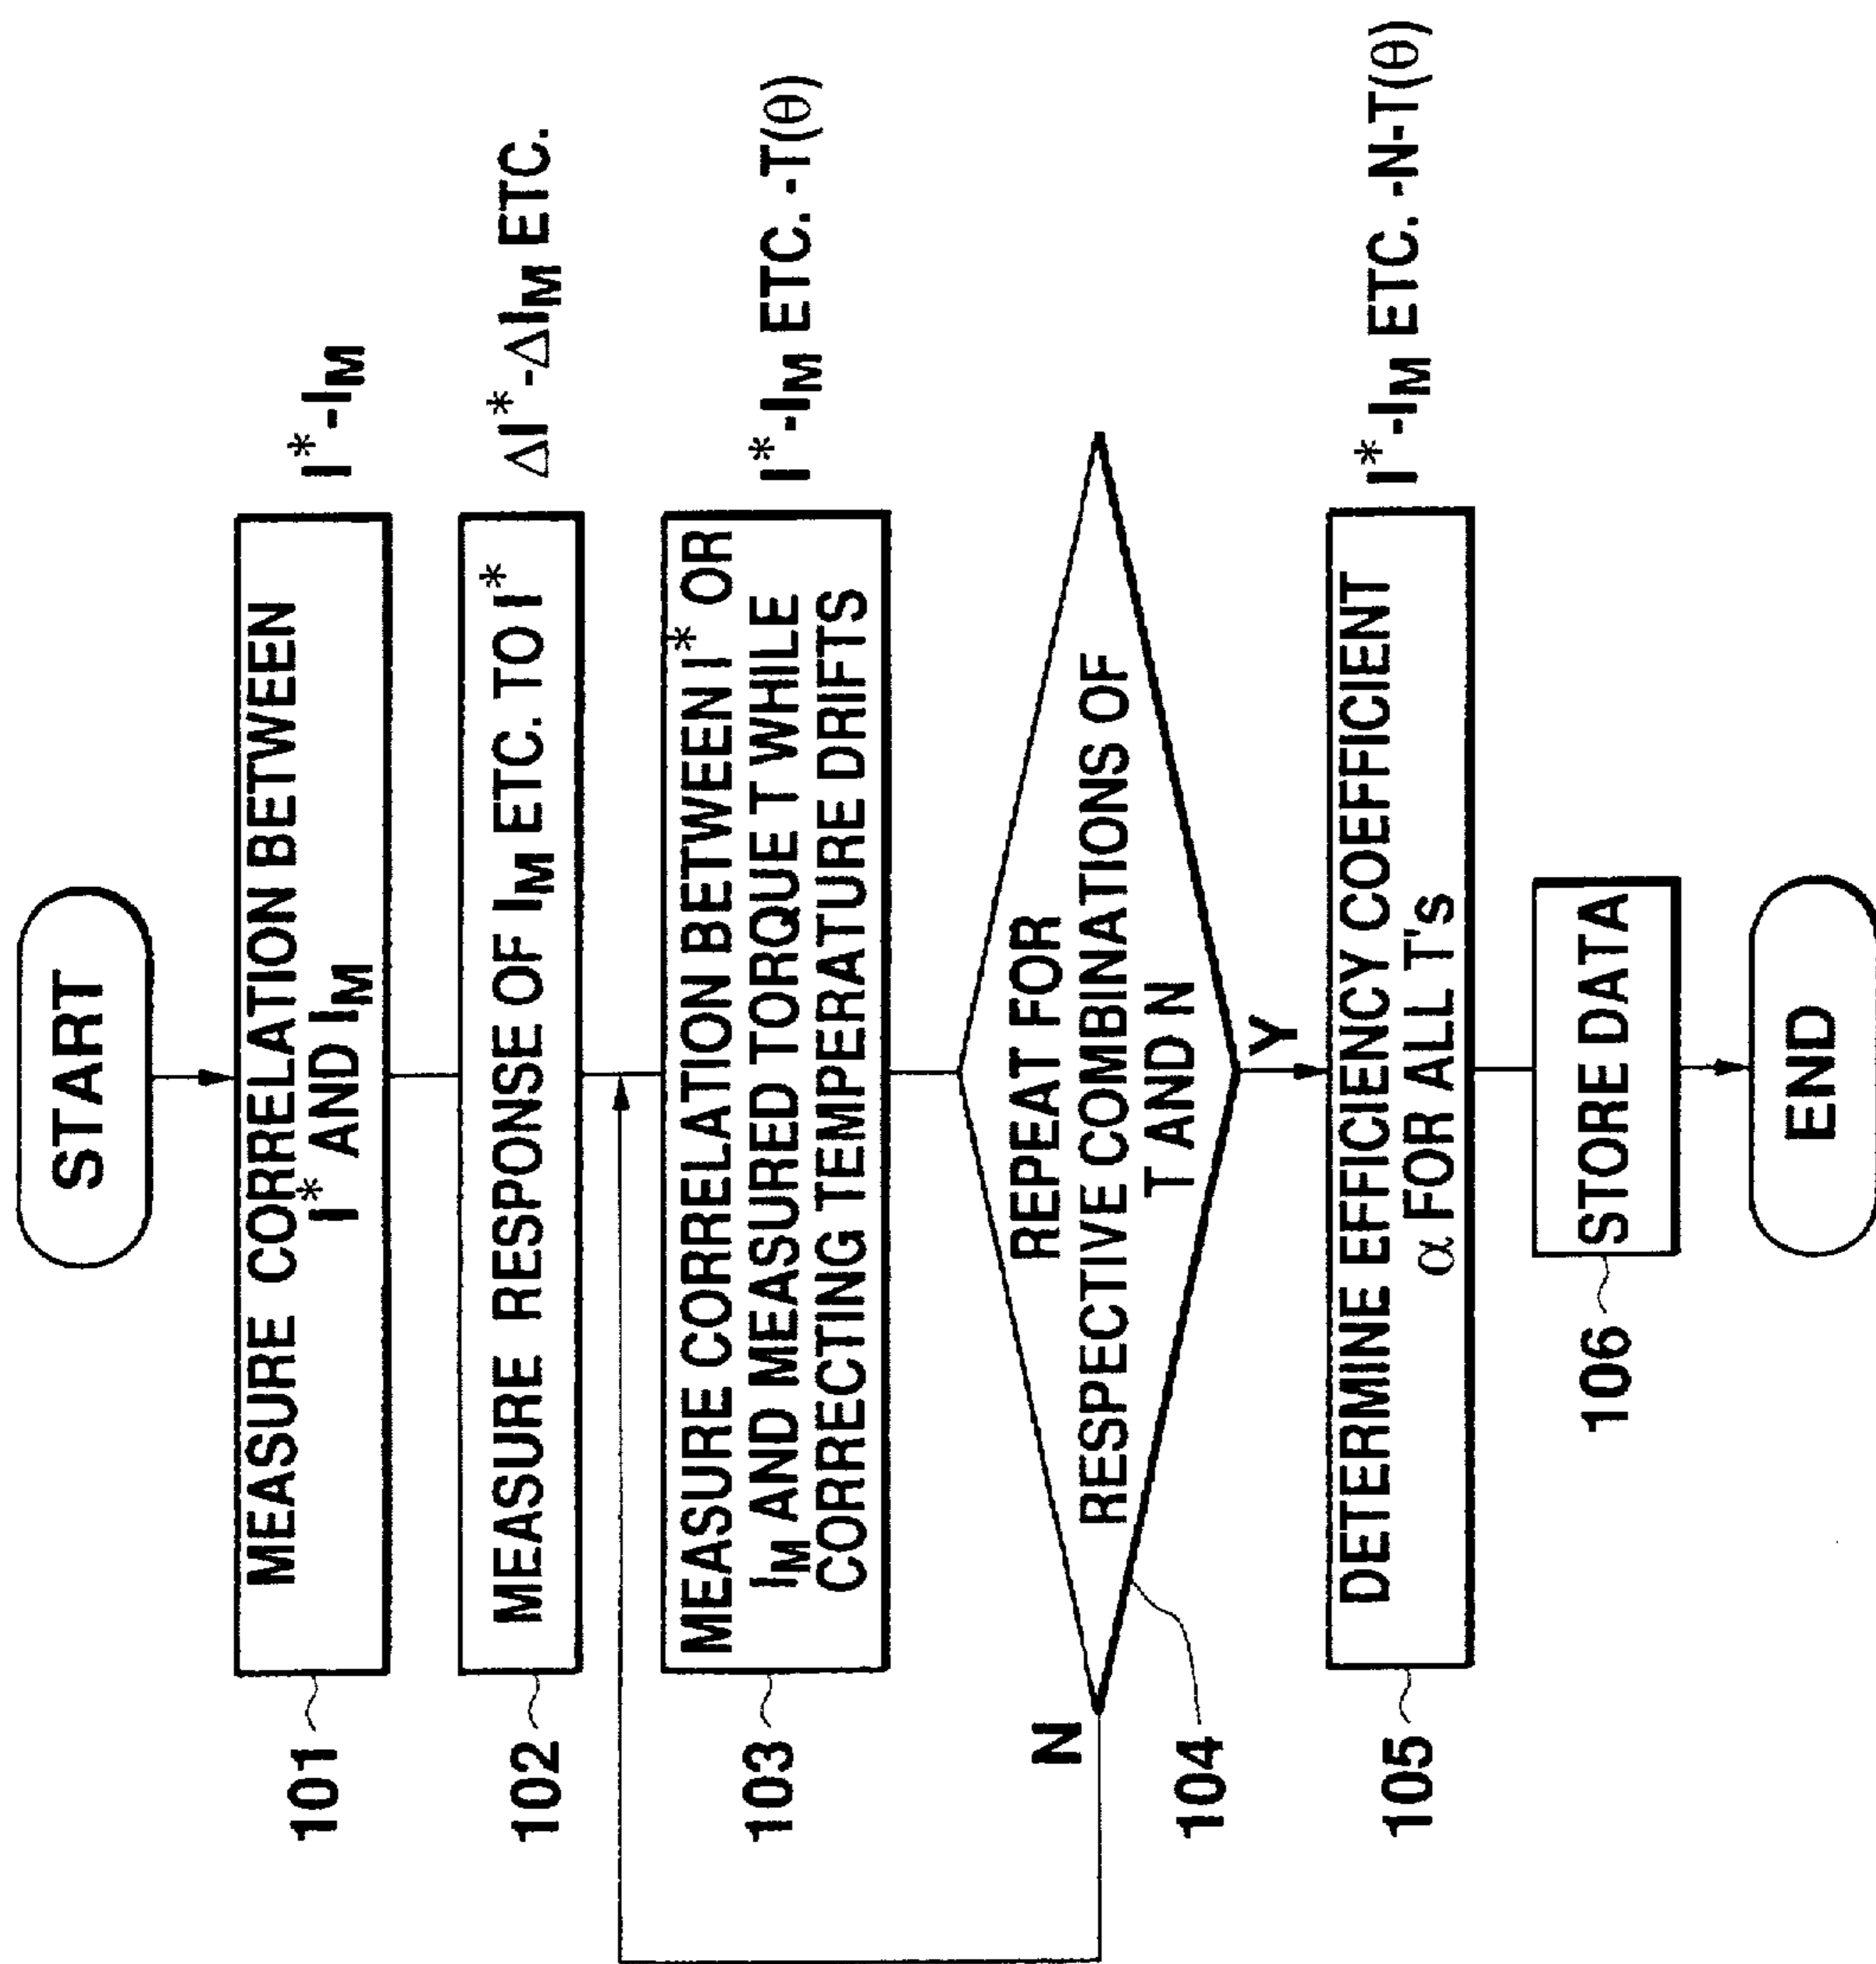 START
MEASURE CORRELATION BETWEEN
I* AND IM
I*-IM
101
MEASURE RESPONSE OF IM ETC. TO I*
ΔI*-ΔIM ETC.
102
MEASURE CORRELATION BETWEEN I* OR
IM AND MEASURED TORQUE T WHILE
CORRECTING TEMPERATURE DRIFTS
I*-IM ETC. -T(θ)
103
REPEAT FOR
RESPECTIVE COMBINATIONS OF
T AND N
N
104
Y
DETERMINE EFFICIENCY COEFFICIENT
α FOR ALL T's
I*-IM ETC. -N-T(θ)
105
STORE DATA
106
END